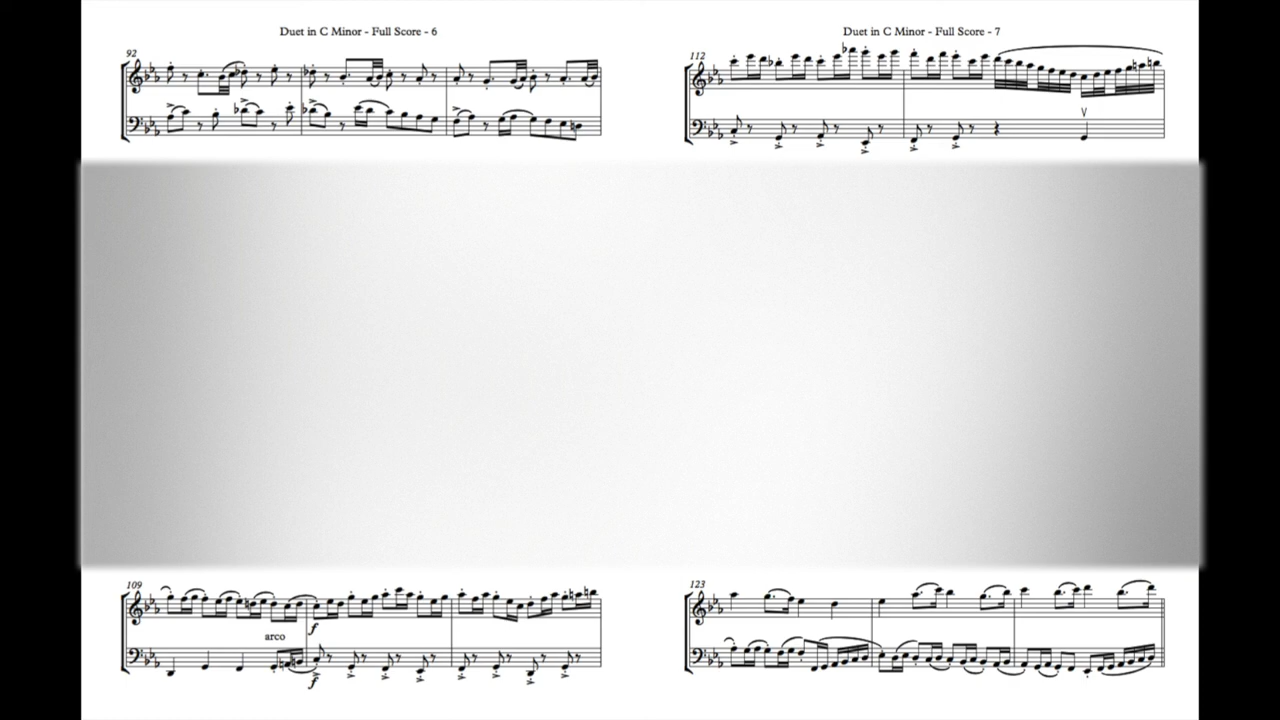 Duet in C Minor - Full Score - 6
92
109
arco
f
f
Duet in C Minor - Full Score - 7
112
123